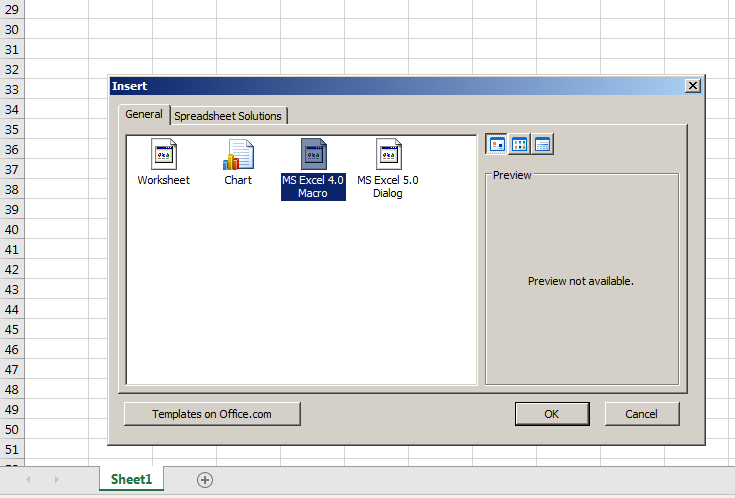 29
30
31
32
33
34
35
36
37
38
39
40
41
42
43
44
45
46
47
48
49
50
51
Insert
General
Spreadsheet Solutions
Worksheet
Chart
MS Excel 4.0
Macro
MS Excel 5.0
Dialog
Preview
Preview not available.
Templates on Office.com
OK
Cancel
Sheet1